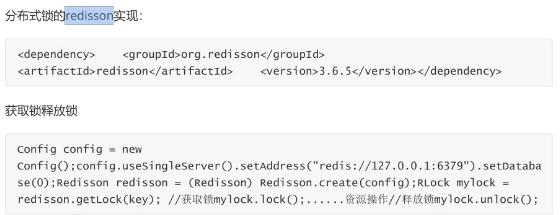 分布式锁的redisson实现：
<dependency>    <groupId>org.redisson</groupId>
<artifactId>redisson</artifactId>    <version>3.6.5</version></dependency>
获取锁释放锁
Config config = new
Config();config.useSingleServer().setAddress("redis://127.0.0.1:6379").setDataba
se(0);Redisson redisson = (Redisson) Redisson.create(config);RLock mylock =
redisson.getLock(key); //获取锁mylock.lock();......资源操作//释放锁mylock.unlock();